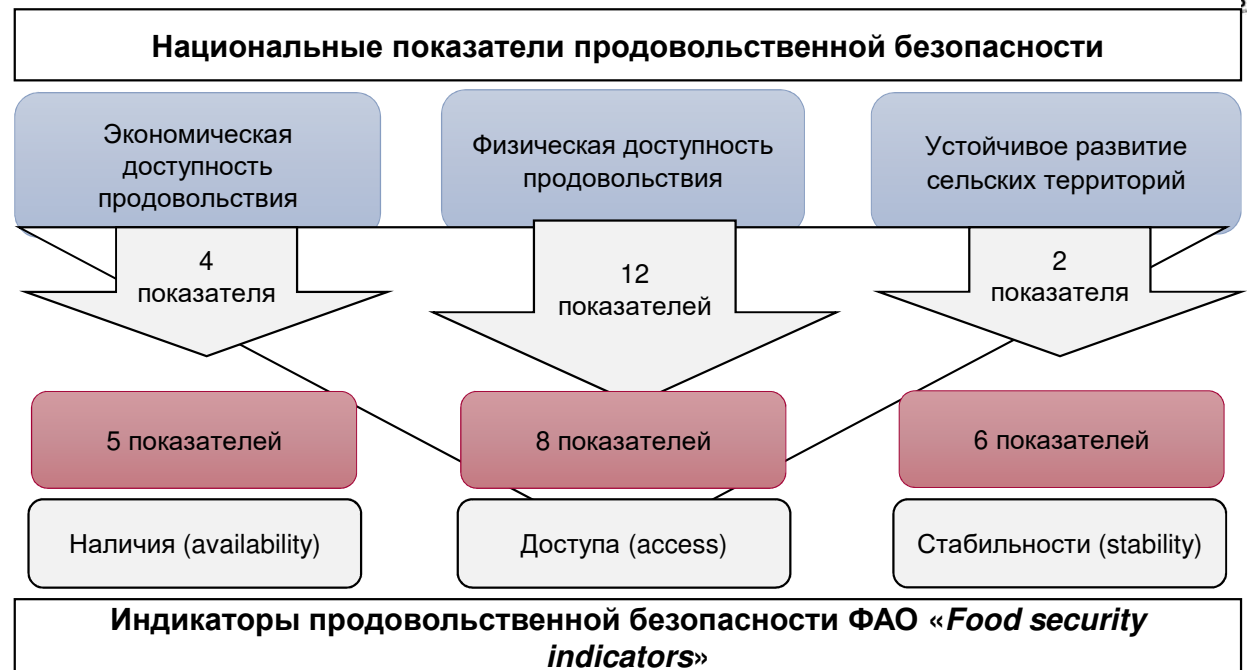 Национальные показатели продовольственной безопасности
Экономическая
доступность
продовольствия
Физическая доступность
продовольствия
Устойчивое развитие
сельских территорий
4
показателя
12
показателей
2
показателя
5 показателей
8 показателей
6 показателей
Наличия (availability)
Доступа (access)
Стабильности (stability)
Индикаторы продовольственной безопасности ФАО «Food security
indicators»